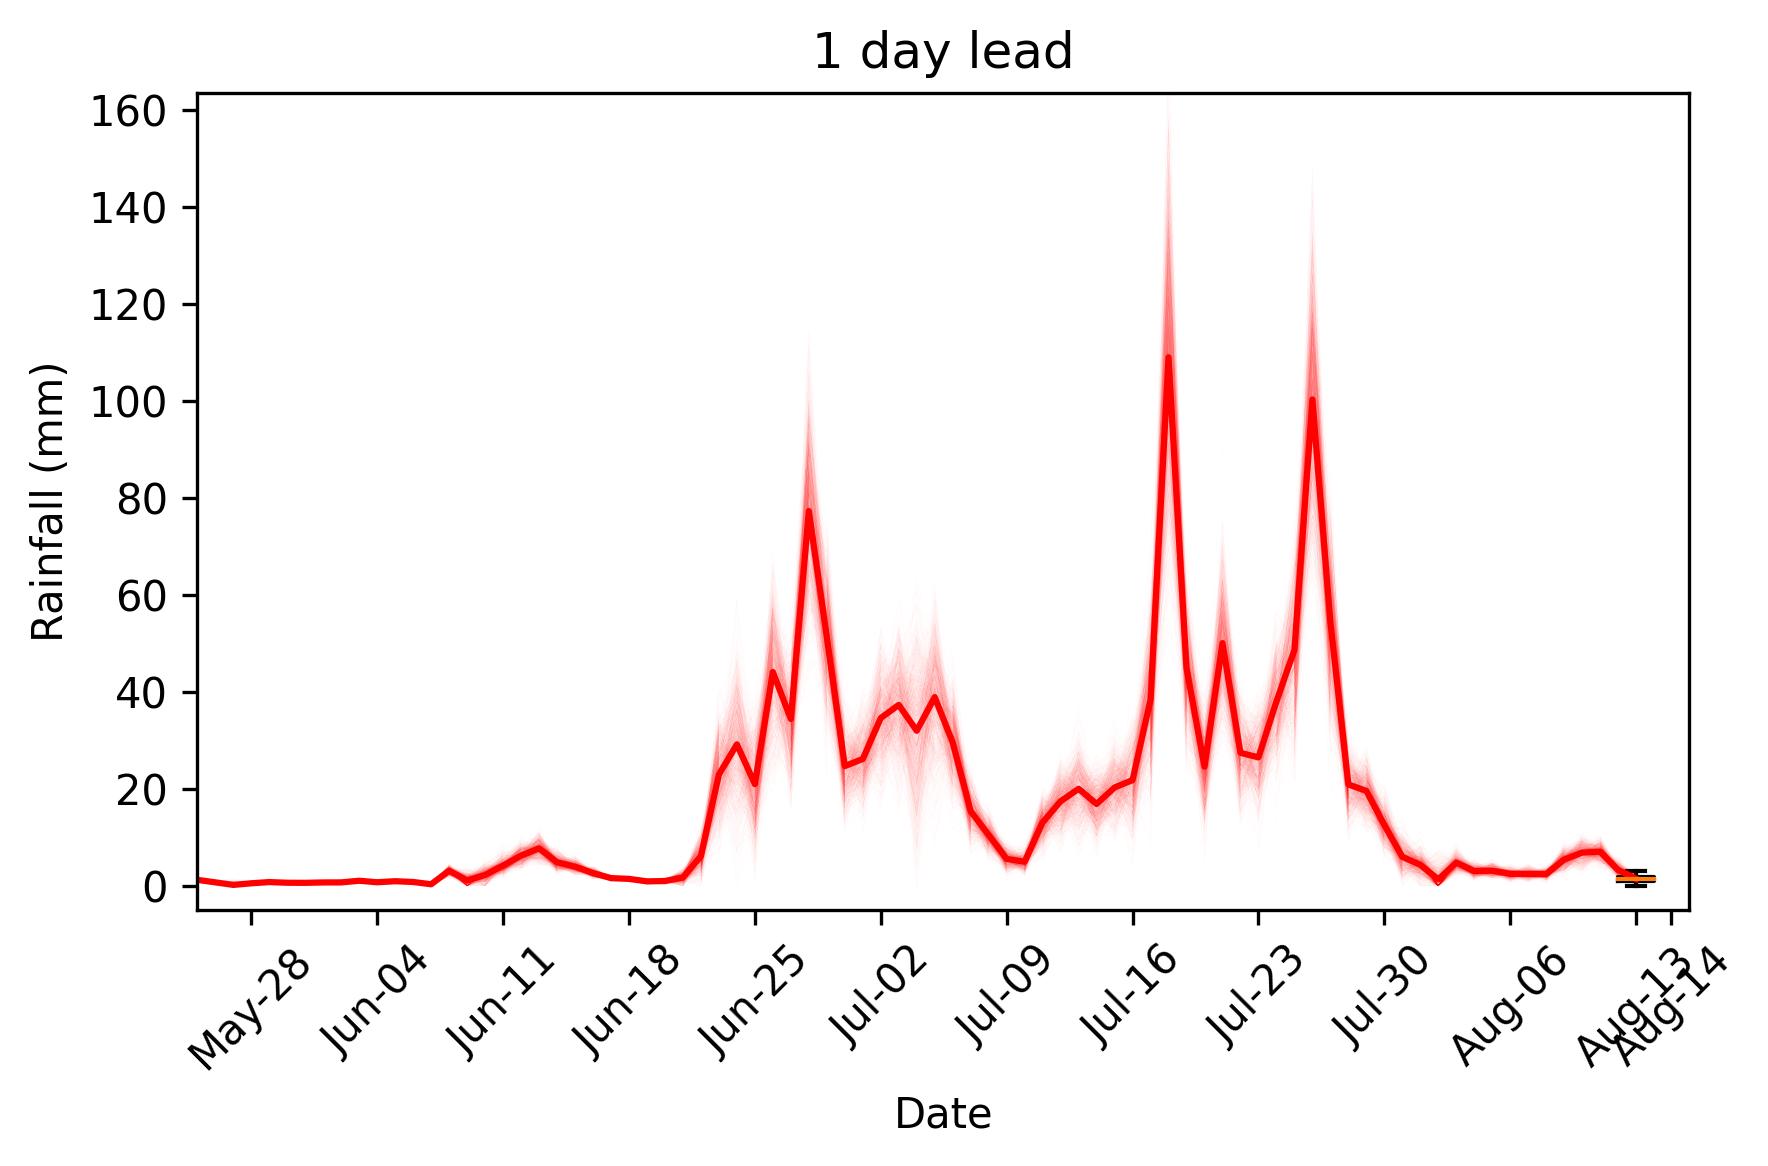 1 day lead
160
140
120
100
80
60
40
20
0
Rainfall (mm)
May-28
Jun-04
Jun-11
Jun-18
Jun-25
Jul-02
Jul-09
Jul-16
Jul-23
Jul-30
Aug-06
Aug-13
Aug-14
Date